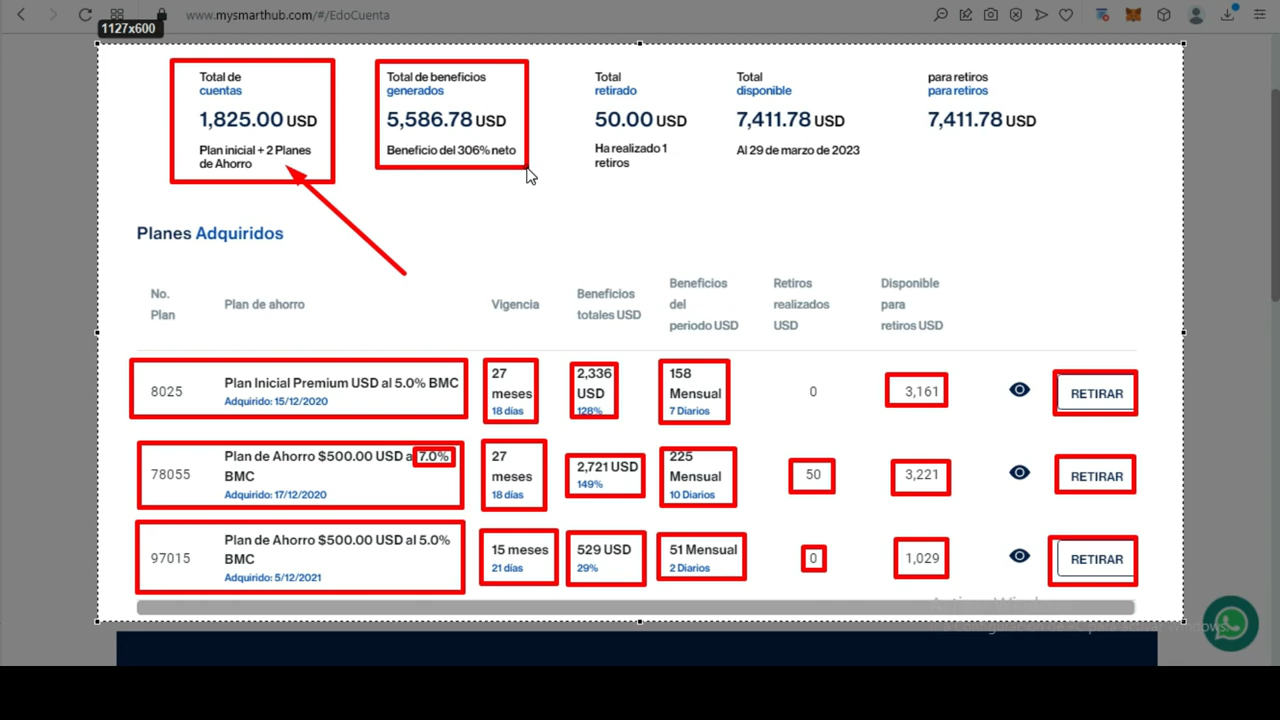 www.mysmarthub.com/#/EdoCuenta
1127x600
Total de
cuentas
1,825.00 USD
Plan inicial + 2 Planes
de Ahorro
Total de beneficios
generados
5,586.78 USD
Beneficio del 306% neto
Total
retirado
50.00 USD
Ha realizado 1
retiros
Total
disponible
7,411.78 USD
Al 29 de marzo de 2023
para retiros
para retiros
7,411.78 USD
Planes Adquiridos
No.
Plan
Plan de ahorro
Vigencia
Beneficios
totales USD
Beneficios
del
periodo USD
Retiros
realizados
USD
Disponible
para
retiros USD
8025
Plan Inicial Premium USD al 5.0% BMC
Adquirido: 15/12/2020
27
meses
18 días
2,336
USD
128%
158
Mensual
7 Diarios
0
3,161
RETIRAR
78055
Plan de Ahorro $500.00 USD a 7.0%
BMC
Adquirido: 17/12/2020
27
meses
18 días
2,721 USD
149%
225
Mensual
10 Diarios
50
3,221
RETIRAR
97015
Plan de Ahorro $500.00 USD al 5.0%
BMC
Adquirido: 5/12/2021
15 meses
21 días
529 USD
29%
51 Mensual
2 Diarios
0
1,029
RETIRAR